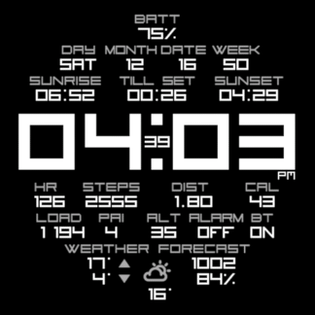 BATT
75%
DAY MONTH DATE WEEK
SAT 12 16 50
SUNRISE TILL SET SUNSET
06:52 00:26 04:29
04:03 39 PM
HR STEPS DIST CAL
126 2555 1.80 43
LOAD PAI ALT ALARM BT
1 194 4 35 OFF ON
WEATHER FORECAST
17° 1002
4° 84%
16°